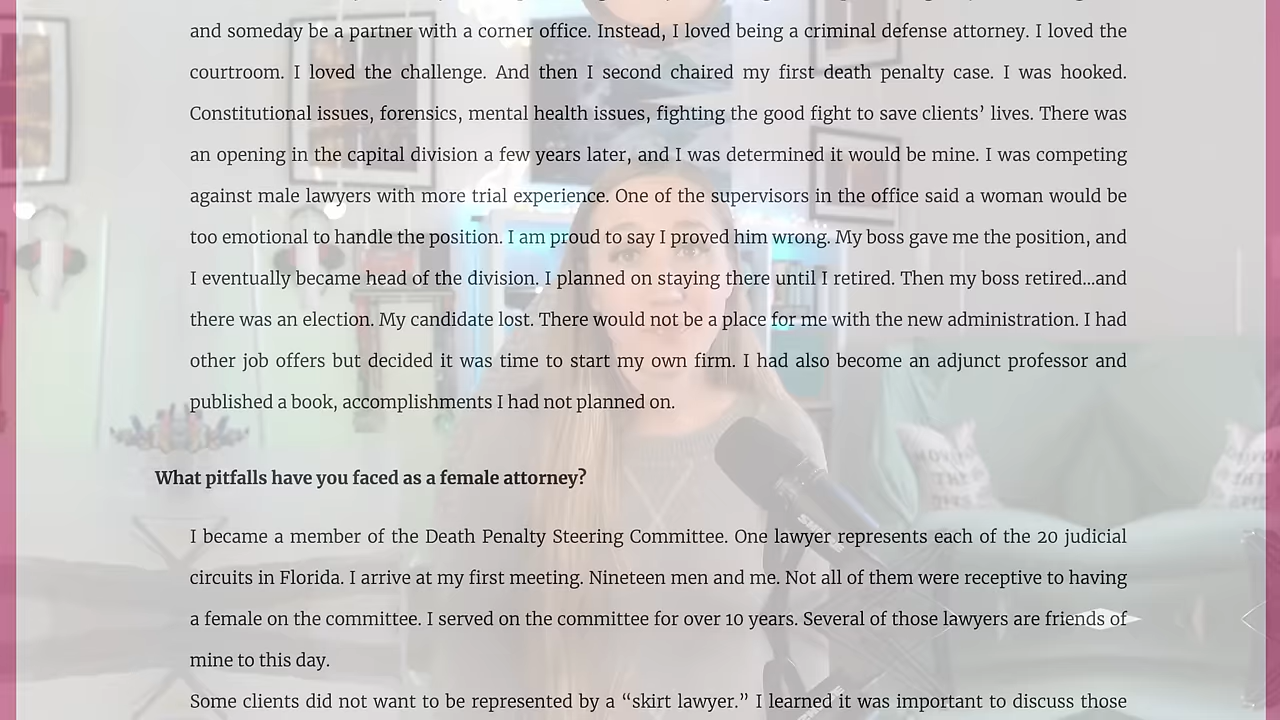 and someday be a partner with a corner office. Instead, I loved being a criminal defense attorney. I loved the
courtroom. I loved the challenge. And then I second chaired my first death penalty case. I was hooked.
Constitutional issues, forensics, mental health issues, fighting the good fight to save clients’ lives. There was
an opening in the capital division a few years later, and I was determined it would be mine. I was competing
against male lawyers with more trial experience. One of the supervisors in the office said a woman would be
too emotional to handle the position. I am proud to say I proved him wrong. My boss gave me the position, and
I eventually became head of the division. I planned on staying there until I retired. Then my boss retired...and
there was an election. My candidate lost. There would not be a place for me with the new administration. I had
other job offers but decided it was time to start my own firm. I had also become an adjunct professor and
published a book, accomplishments I had not planned on.
What pitfalls have you faced as a female attorney?
I became a member of the Death Penalty Steering Committee. One lawyer represents each of the 20 judicial
circuits in Florida. I arrive at my first meeting. Nineteen men and me. Not all of them were receptive to having
a female on the committee. I served on the committee for over 10 years. Several of those lawyers are friends of
mine to this day.
Some clients did not want to be represented by a “skirt lawyer.” I learned it was important to discuss those